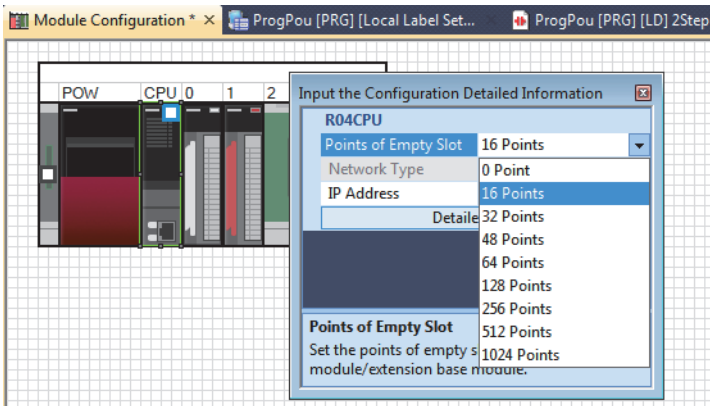 Module Configuration * ×
ProgPou [PRG] [Local Label Set... ×
ProgPou [PRG] [LD] 2Step
POW CPU 0 1 2
Input the Configuration Detailed Information
R04CPU
Points of Empty Slot 16 Points
Network Type 0 Point
16 Points
IP Address
Detaile 32 Points
48 Points
64 Points
128 Points
256 Points
512 Points
1024 Points
Points of Empty Slot
Set the points of empty s
module/extension base module.